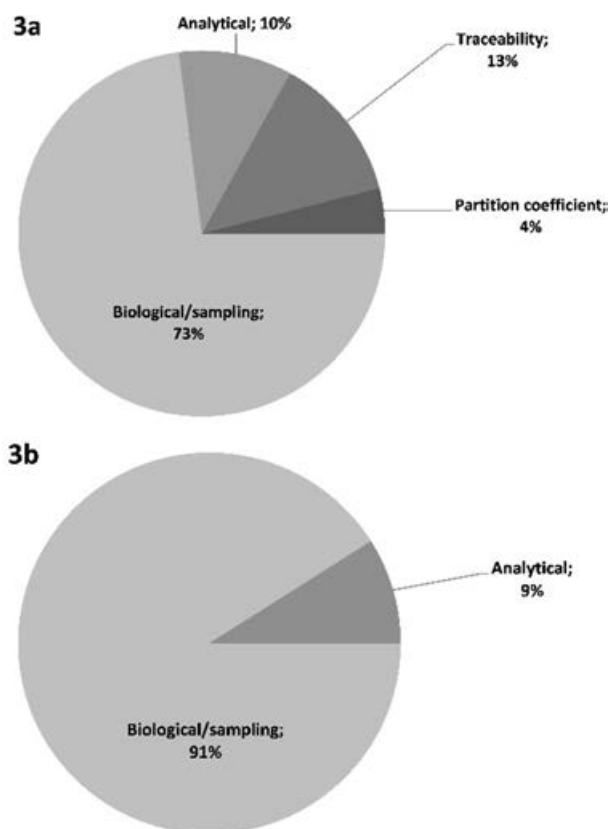 3a
Analytical; 10%
Traceability;
13%
Partition coefficient;
4%
Biological/sampling;
73%
3b
Analytical;
9%
Biological/sampling;
91%